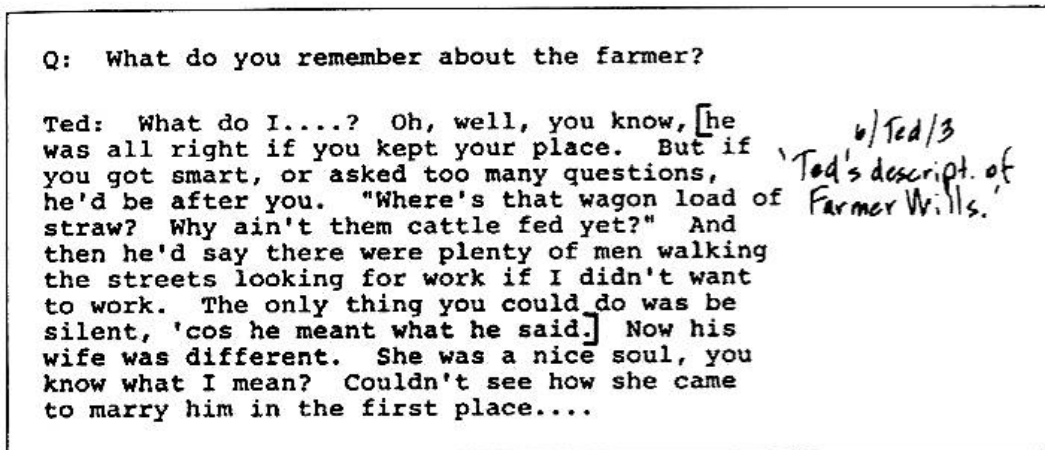 Q:  What do you remember about the farmer?
Ted:  What do I....?  Oh, well, you know, [he
was all right if you kept your place.  But if
you got smart, or asked too many questions,
he'd be after you.  "Where's that wagon load of
straw?  Why ain't them cattle fed yet?"  And
then he'd say there were plenty of men walking
the streets looking for work if I didn't want
to work.  The only thing you could do was be
silent, 'cos he meant what he said.]  Now his
wife was different.  She was a nice soul, you
know what I mean?  Couldn't see how she came
to marry him in the first place....
6/Ted/3
'Ted's descript. of
Farmer Wills.'